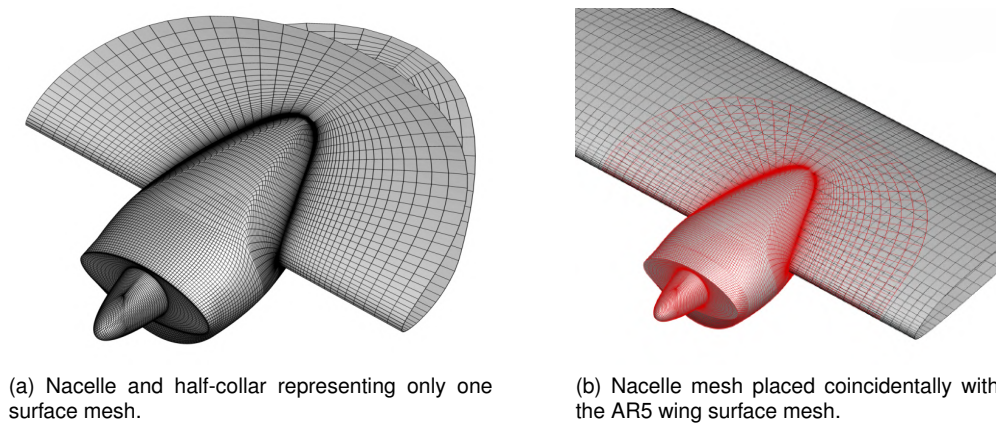 (a) Nacelle and half-collar representing only one
surface mesh.
(b) Nacelle mesh placed coincidentally with
the AR5 wing surface mesh.